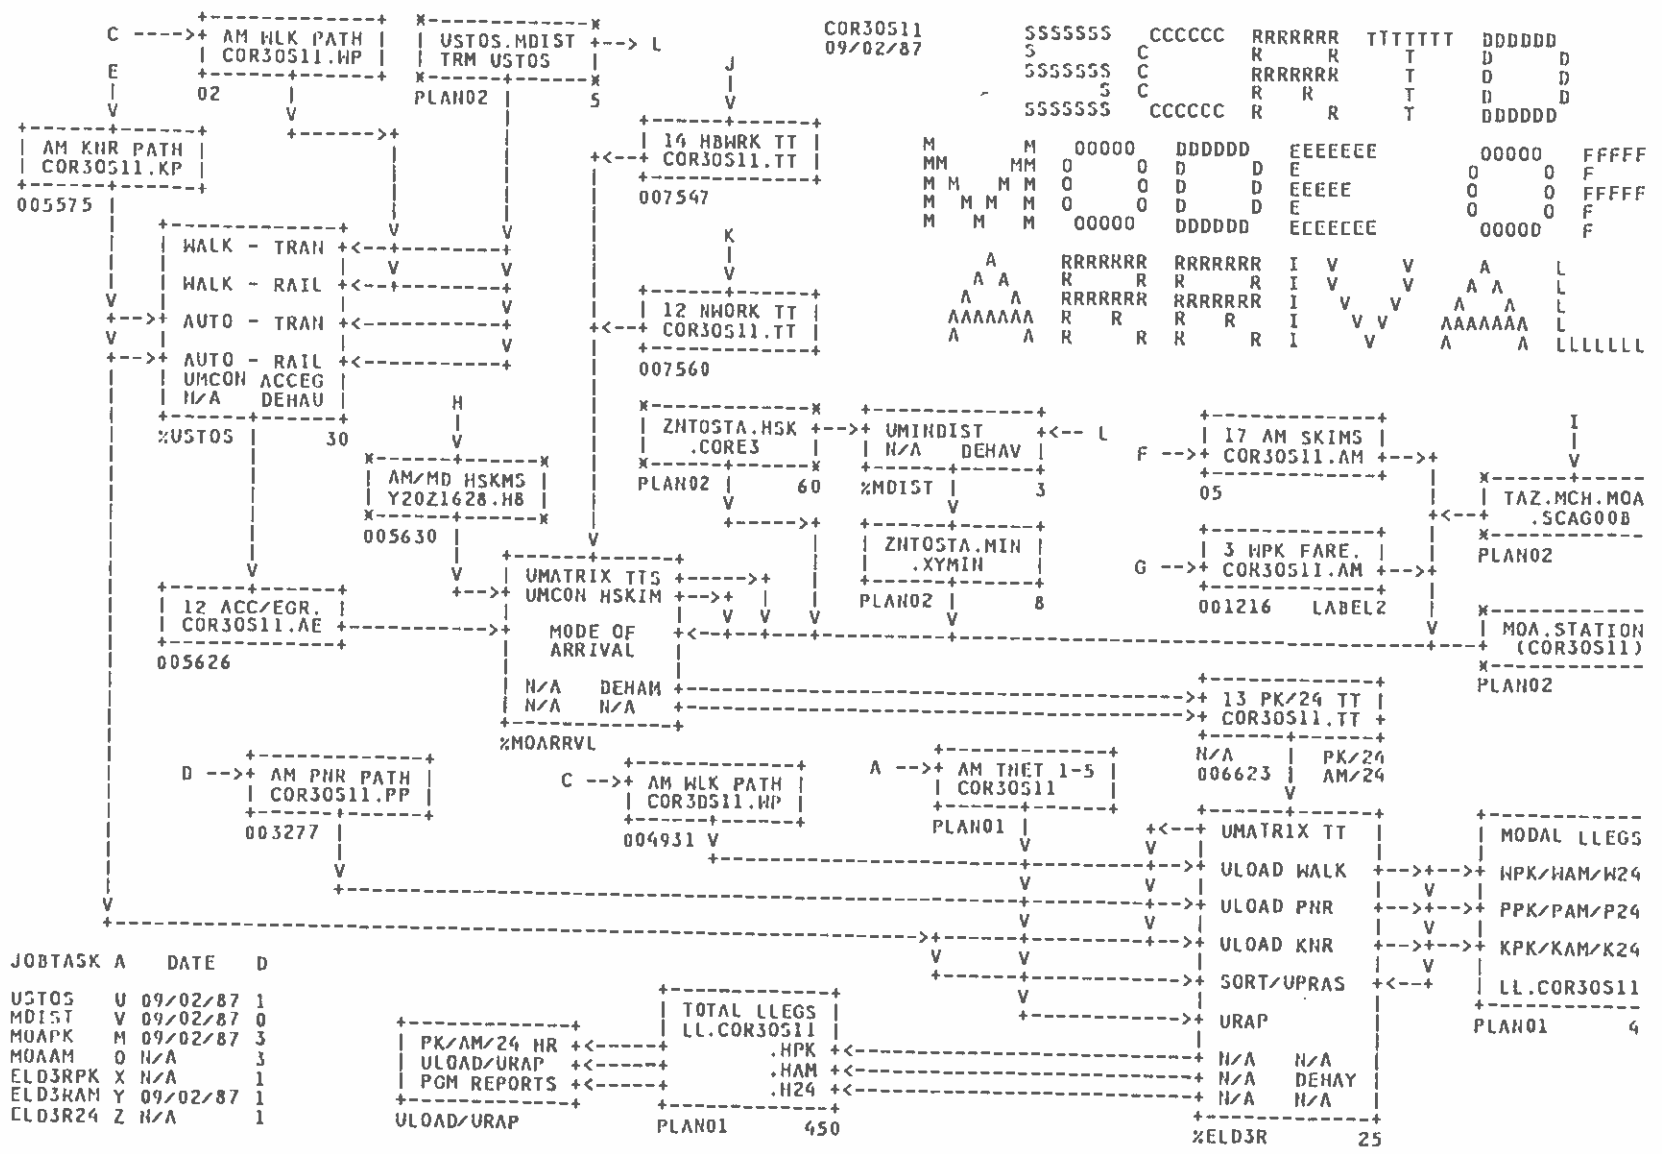 COR30S11
09/02/87
SCRTD
MODE OF
ARRIVAL
C
AM WLK PATH
COR30S11.WP
02
USTOS.MDIST
TRM USTOS
L
PLAN02 5
E
AM KNR PATH
COR30S11.KP
005575
J
14 HBWRK TT
COR30S11.TT
007547
K
12 NWORK TT
COR30S11.TT
007560
WALK - TRAN
WALK - RAIL
AUTO - TRAN
AUTO - RAIL
UMCON ACCEG
N/A DEHAU
%USTOS 30
H
AM/MD HSKMS
Y20Z1628.H8
005630
ZNTOSTA.HSK
.CORE3
PLAN02 60
UMINDIST
N/A DEHAV
L
%MDIST 3
F
17 AM SKIMS
COR30S11.AM
05
I
TAZ.MCH.MOA
.SCAG00B
PLAN02
ZNTOSTA.MIN
.XYMIN
PLAN02 8
G
3 WPK FARE.
COR30S11.AM
001216 LABEL2
12 ACC/EGR.
COR30S11.AE
005626
UMATRIX TTS
UMCON HSKIM
MODE OF
ARRIVAL
N/A DEHAM
N/A N/A
%MOARRVL
MOA.STATION
(COR30S11)
PLAN02
13 PK/24 TT
COR30S11.TT
N/A PK/24
006623 AM/24
D
AM PNR PATH
COR30S11.PP
003277
C
AM WLK PATH
COR30S11.WP
004931
A
AM TNET 1-5
COR30S11
PLAN01
UMATRIX TT
ULOAD WALK
ULOAD PNR
ULOAD KNR
SORT/UPRAS
URAP
N/A N/A
N/A DEHAY
N/A N/A
%ELD3R 25
MODAL LLEGS
WPK/WAM/W24
PPK/PAM/P24
KPK/KAM/K24
LL.COR30S11
PLAN01 4
JOBTASK A DATE D
USTOS U 09/02/87 1
MDIST V 09/02/87 0
MOAPK M 09/02/87 3
MOAAM O N/A 3
ELD3RPK X N/A 1
ELD3RAM Y 09/02/87 1
ELD3R24 Z N/A 1
PK/AM/24 HR
ULOAD/URAP
PGM REPORTS
ULOAD/URAP
TOTAL LLEGS
LL.COR30S11
.HPK
.HAM
.H24
PLAN01 450